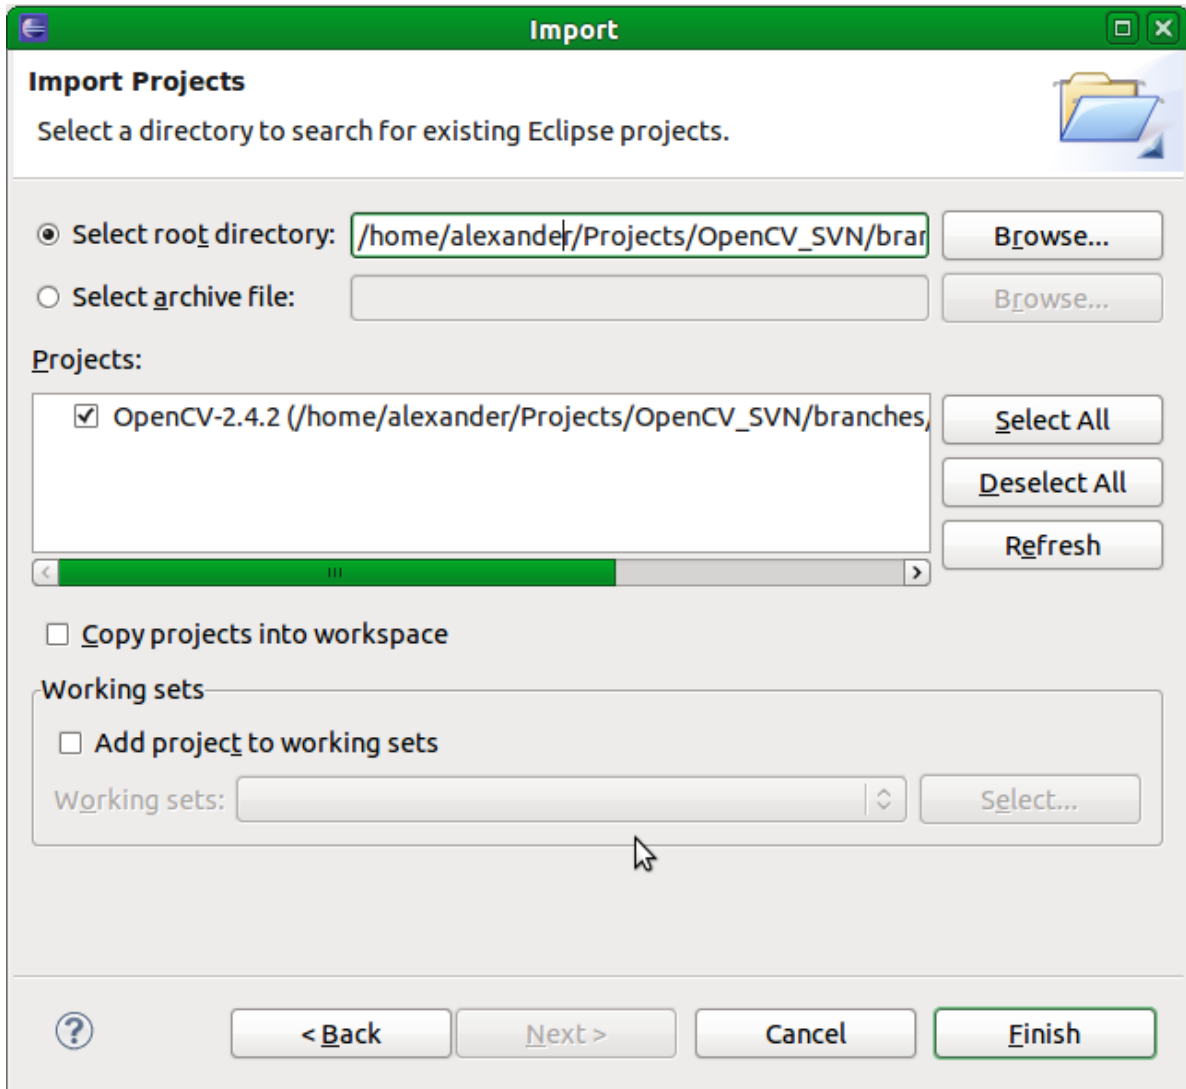 Import
Import Projects
Select a directory to search for existing Eclipse projects.
Select root directory: /home/alexander/Projects/OpenCV_SVN/bran Browse...
Select archive file: Browse...
Projects:
OpenCV-2.4.2 (/home/alexander/Projects/OpenCV_SVN/branches/ Select All
Deselect All
Refresh
Copy projects into workspace
Working sets
Add project to working sets
Working sets: Select...
? < Back Next > Cancel Finish